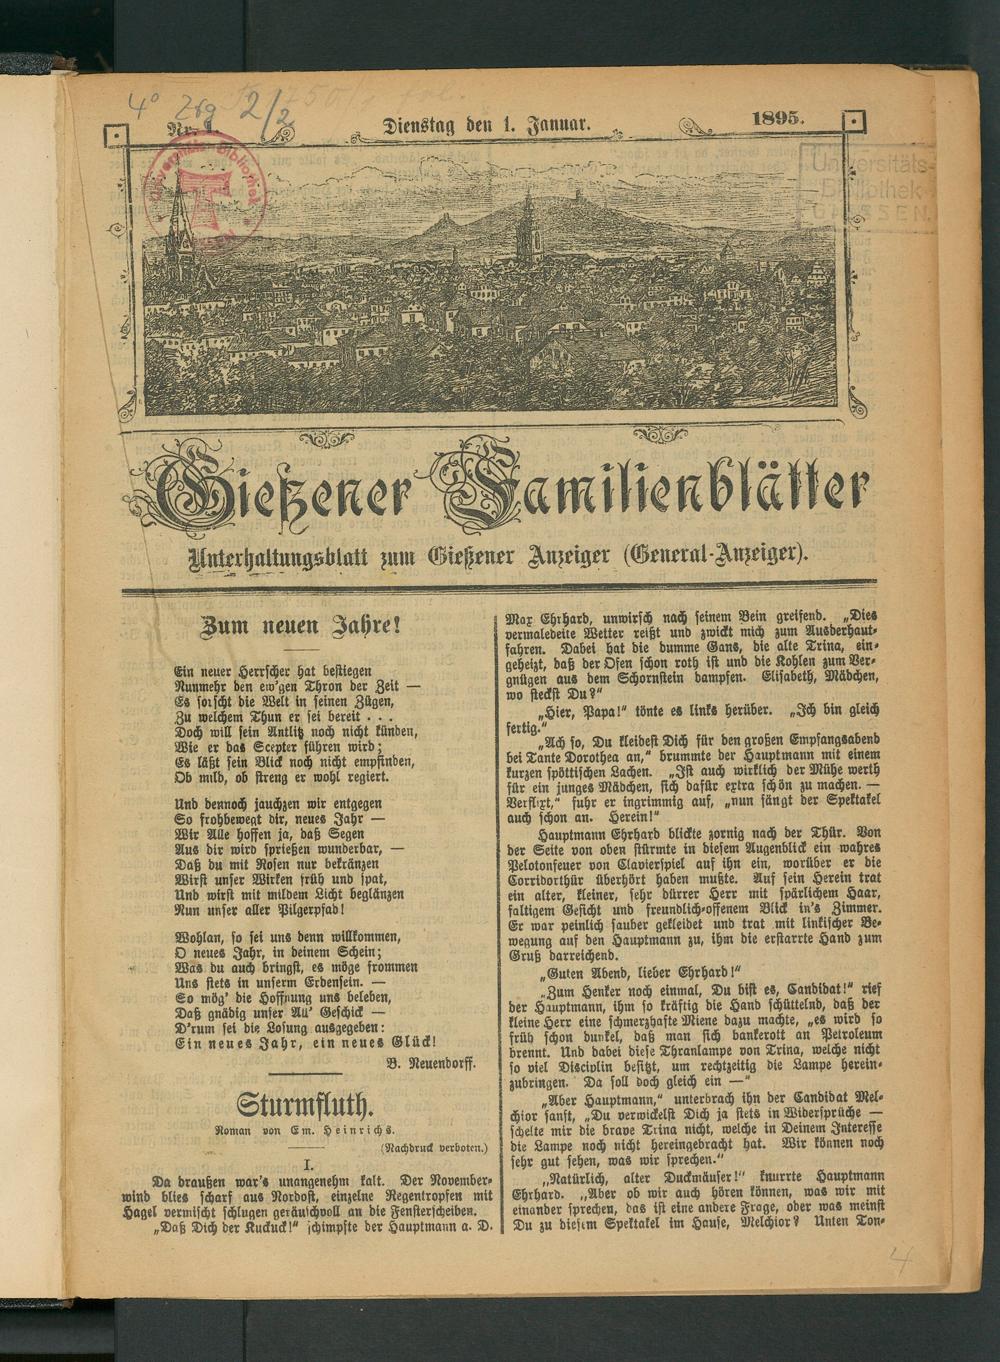 4° Ztg 2/2
Nr. 1.
Dienstag den 1. Januar.
1895.
Universitäts-Bibliothek
Universitäts-
Bibliothek
GIESSEN
Gießener Familienblätter
Unterhaltungsblatt zum Gießener Anzeiger (General-Anzeiger).
Zum neuen Jahre!
Ein neuer Herrscher hat bestiegen
Nunmehr den ew'gen Thron der Zeit —
Es forscht die Welt in seinen Zügen,
Zu welchem Thun er sei bereit . . .
Doch will sein Antlitz noch nicht künden,
Wie er das Scepter führen wird;
Es läßt sein Blick noch nicht empfinden,
Ob mild, ob streng er wohl regiert.
Und dennoch jauchzen wir entgegen
So frohbewegt dir, neues Jahr —
Wir Alle hoffen ja, daß Segen
Aus dir wird sprießen wunderbar, —
Daß du mit Rosen nur bekränzen
Wirst unser Wirken früh und spat,
Und wirst mit mildem Licht beglänzen
Nun unser aller Pilgerpfad!
Wohlan, so sei uns denn willkommen,
O neues Jahr, in deinem Schein;
Was du auch bringst, es möge frommen
Uns stets in unserm Erdensein. —
So mög' die Hoffnung uns beleben,
Daß gnädig unser All' Geschick —
D'rum sei die Losung ausgegeben:
Ein neues Jahr, ein neues Glück!
B. Neuendorff.
Sturmfluth.
Roman von Em. Heinrichs.
(Nachdruck verboten.)
I.
Da draußen war's unangenehm kalt. Der November-
wind blies scharf aus Nordost, einzelne Regentropfen mit
Hagel vermischt schlugen geräuschvoll an die Fensterscheiben.
„Daß Dich der Kuckuck!" schimpfte der Hauptmann a. D.
Max Ehrhard, unwirsch nach seinem Bein greifend. „Dies
vermaledeite Wetter reißt und zwickt mich zum Ausderhaut-
fahren. Dabei hat die dumme Gans, die alte Trina, ein-
geheizt, daß der Ofen schon roth ist und die Kohlen zum Ver-
gnügen aus dem Schornstein dampfen. Elisabeth, Mädchen,
wo steckst Du?"
„Hier, Papa!" tönte es links herüber. „Ich bin gleich
fertig."
„Ach so, Du kleidest Dich für den großen Empfangsabend
bei Tante Dorothea an," brummte der Hauptmann mit einem
kurzen spöttischen Lachen. „Ist auch wirklich der Mühe werth
für ein junges Mädchen, sich dafür extra schön zu machen. —
Verflixt," fuhr er ingrimmig auf, „nun fängt der Spektakel
auch schon an. Herein!"
Hauptmann Ehrhard blickte zornig nach der Thür. Von
der Seite von oben stürmte in diesem Augenblick ein wahres
Pelotonfeuer von Clavierspiel auf ihn ein, worüber er die
Corridorthür überhört haben mußte. Auf sein Herein trat
ein alter, kleiner, sehr dürrer Herr mit spärlichem Haar,
faltigem Gesicht und freundlich-offenem Blick in's Zimmer.
Er war peinlich sauber gekleidet und trat mit linkischer Be-
wegung auf den Hauptmann zu, ihm die erstarrte Hand zum
Gruß darreichend.
„Guten Abend, lieber Ehrhard!"
„Zum Henker noch einmal, Du bist es, Candidat!" rief
der Hauptmann, ihm so kräftig die Hand schüttelnd, daß der
kleine Herr eine schmerzhafte Miene dazu machte, „es wird so
früh schon dunkel, daß man sich bankerott an Petroleum
brennt. Und dabei diese Thranlampe von Trina, welche nicht
so viel Disciplin besitzt, um rechtzeitig die Lampe herein-
zubringen. Da soll doch gleich ein —"
„Aber Hauptmann," unterbrach ihn der Candidat Mel-
chior sanft, „Du verwickelst Dich ja stets in Widersprüche —
schelte mir die brave Trina nicht, welche in Deinem Interesse
die Lampe noch nicht hereingebracht hat. Wir können noch
sehr gut sehen, was wir sprechen."
„Natürlich, alter Duckmäuser!" knurrte Hauptmann
Ehrhard. „Aber ob wir auch hören können, was wir mit
einander sprechen, das ist eine andere Frage, oder was meinst
Du zu diesem Spektakel im Hause, Melchior? Unten Ton-
4